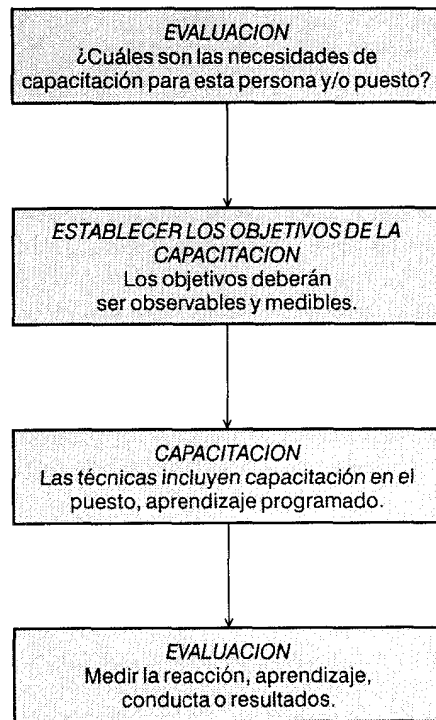 EVALUACION
¿Cuáles son las necesidades de
capacitación para esta persona y/o puesto?
ESTABLECER LOS OBJETIVOS DE LA
CAPACITACION
Los objetivos deberán
ser observables y medibles.
CAPACITACION
Las técnicas incluyen capacitación en el
puesto, aprendizaje programado.
EVALUACION
Medir la reacción, aprendizaje,
conducta o resultados.